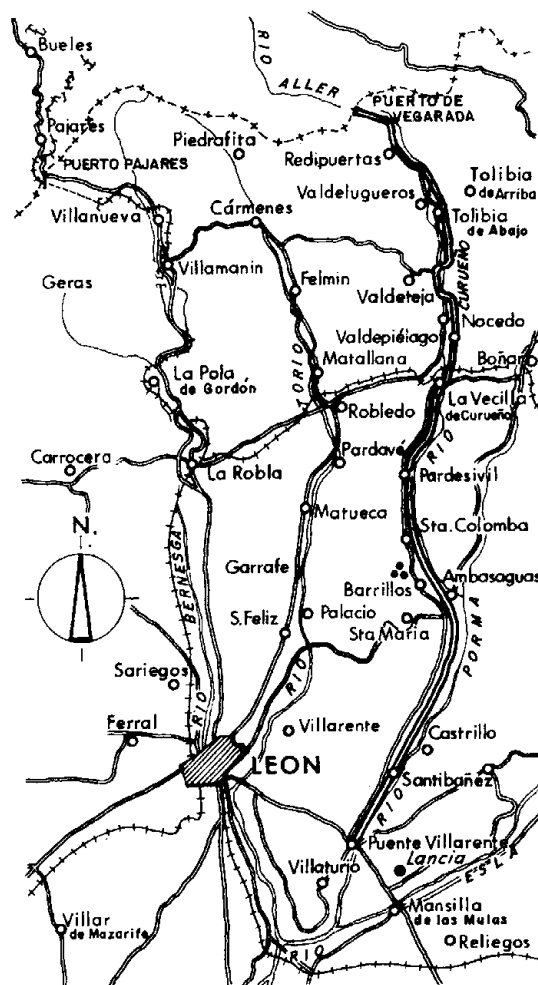 RIO
ALLER
Bueles
Pajares
PUERTO PAJARES
Piedrafita
PUERTO DE
VEGARADA
Redipuertas
Valdelugueros
Tolibia
de Arriba
Tolibia
de Abajo
Villanueva
Cármenes
Villamanin
Geras
Felmin
Valdeteja
CURUEÑO
Valdepiélago
Nocedo
Boñar
La Pola
de Gordón
TORIO
Matallana
Robledo
La Vecilla
de Curueño
RIO
Carrocera
La Robla
Pardavé
Pardesivil
N.
BERNESGA
Matueca
Sta. Colomba
Garrafe
Barrillos
Ambasaguas
Palacio
Sta Maria
PORMA
S. Feliz
Sariegos
RIO
RIO
Ferral
Villarente
Castrillo
LEON
Santibañez
RIO
Puente Villarente
Lancia
Villaturio
ESLA
Villar
de Mazarife
Mansilla
de las Mulas
RIO
Reliegos